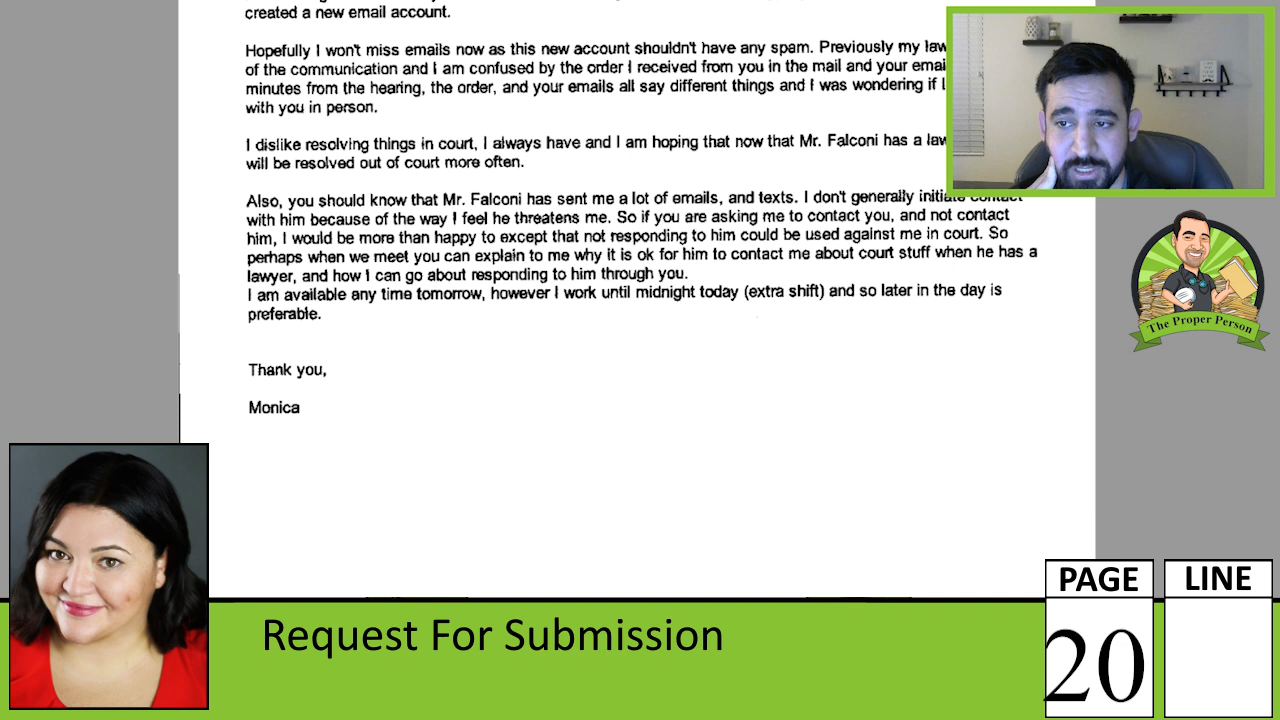 created a new email account.
Hopefully I won't miss emails now as this new account shouldn't have any spam. Previously my law
of the communication and I am confused by the order I received from you in the mail and your emai
minutes from the hearing, the order, and your emails all say different things and I was wondering if I
with you in person.
I dislike resolving things in court, I always have and I am hoping that now that Mr. Falconi has a law
will be resolved out of court more often.
Also, you should know that Mr. Falconi has sent me a lot of emails, and texts. I don't generally initiate contact
with him because of the way I feel he threatens me. So if you are asking me to contact you, and not contact
him, I would be more than happy to except that not responding to him could be used against me in court. So
perhaps when we meet you can explain to me why it is ok for him to contact me about court stuff when he has a
lawyer, and how I can go about responding to him through you.
I am available any time tomorrow, however I work until midnight today (extra shift) and so later in the day is
preferable.
Thank you,
Monica
The Proper Person
Request For Submission
PAGE
20
LINE